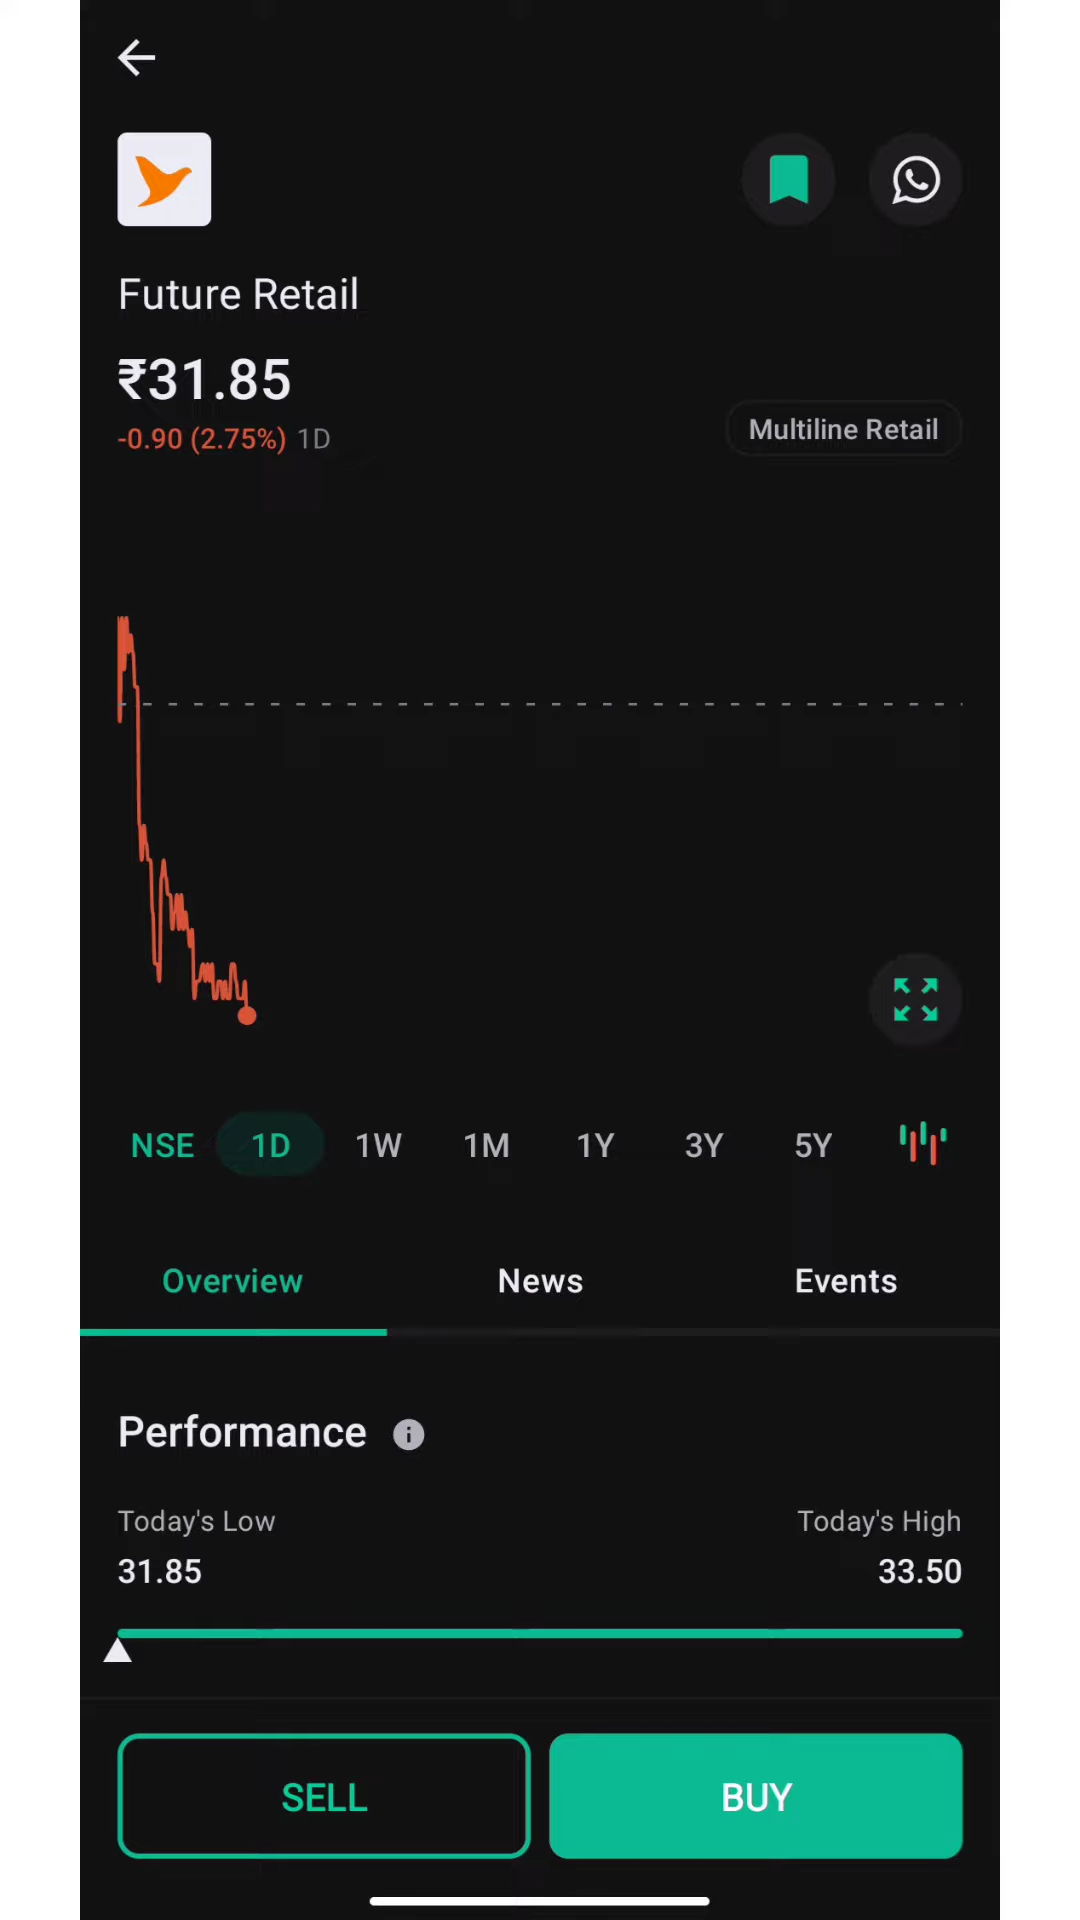 Future Retail
₹31.85
-0.90 (2.75%) 1D
Multiline Retail
NSE 1D 1W 1M 1Y 3Y 5Y
Overview News Events
Performance
Today's Low Today's High
31.85 33.50
SELL BUY